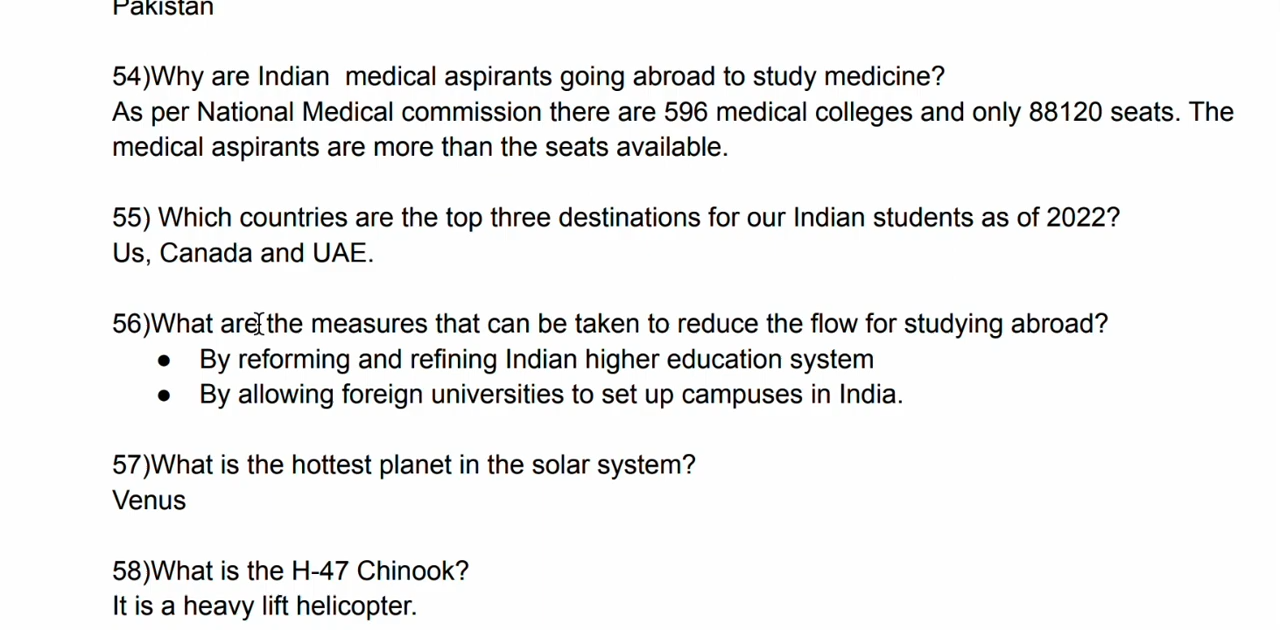 Pakistan
54)Why are Indian  medical aspirants going abroad to study medicine?
As per National Medical commission there are 596 medical colleges and only 88120 seats. The
medical aspirants are more than the seats available.
55) Which countries are the top three destinations for our Indian students as of 2022?
Us, Canada and UAE.
56)What are the measures that can be taken to reduce the flow for studying abroad?
● By reforming and refining Indian higher education system
● By allowing foreign universities to set up campuses in India.
57)What is the hottest planet in the solar system?
Venus
58)What is the H-47 Chinook?
It is a heavy lift helicopter.